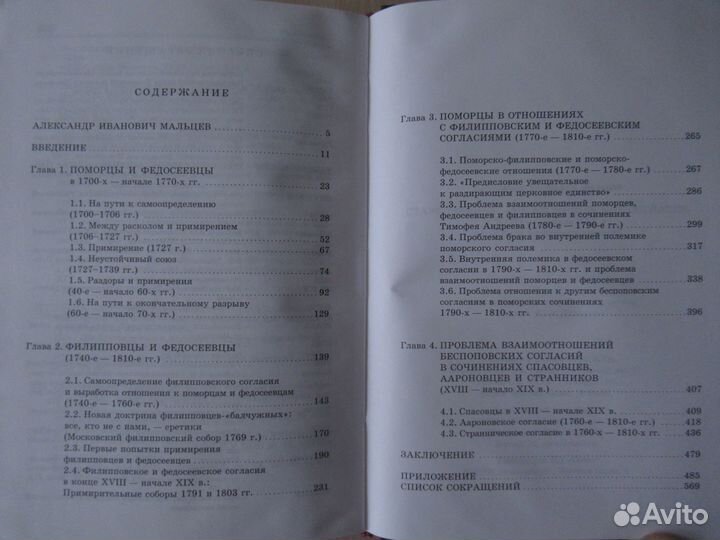 СОДЕРЖАНИЕ
АЛЕКСАНДР ИВАНОВИЧ МАЛЬЦЕВ 5
ВВЕДЕНИЕ 11
Глава 1. ПОМОРЦЫ И ФЕДОСЕЕВЦЫ
в 1700-х — начале 1770-х гг. 23
1.1. На пути к самоопределению
(1700–1706 гг.) 28
1.2. Между расколом и примирением
(1706–1727 гг.) 52
1.3. Примирение (1727 г.) 67
1.4. Неустойчивый союз
(1727–1739 гг.) 74
1.5. Раздоры и примирения
(40-е — начало 60-х гг.) 92
1.6. На пути к окончательному разрыву
(60-е — начало 70-х гг.) 129
Глава 2. ФИЛИППОВЦЫ И ФЕДОСЕЕВЦЫ
(1740-е — 1810-е гг.) 139
2.1. Самоопределение филипповского согласия
и выработка отношения к поморцам и федосеевцам
(1740-е — 1760-е гг.) 143
2.2. Новая доктрина филипповцев-«балчужных»:
все, кто не с нами, — еретики
(Московский филипповский собор 1769 г.) 170
2.3. Первые попытки примирения
филипповцев и федосеевцев 190
2.4. Филипповское и федосеевское согласия
в конце XVIII — начале XIX в.:
Примирительные соборы 1791 и 1803 гг. 231
Глава 3. ПОМОРЦЫ В ОТНОШЕНИЯХ
С ФИЛИППОВСКИМ И ФЕДОСЕЕВСКИМ
СОГЛАСИЯМИ (1770-е — 1810-е гг.) 265
3.1. Поморско-филипповские и поморско-
федосеевские отношения (1770-е — 1780-е гг.) 267
3.2. «Предисловие увещательное
к раздирающим церковное единство» 286
3.3. Проблема взаимоотношений поморцев,
федосеевцев и филипповцев в сочинениях
Тимофея Андреева (1780-е — 1790-е гг.) 299
3.4. Проблема брака во внутренней полемике
поморского согласия 317
3.5. Внутренняя полемика в федосеевском
согласии в 1790-х — 1810-х гг. и проблема
взаимоотношений поморцев и федосеевцев 338
3.6. Проблема отношения к другим беспоповским
согласиям в поморских сочинениях
1790-х — 1810-х гг. 396
Глава 4. ПРОБЛЕМА ВЗАИМООТНОШЕНИЙ
БЕСПОПОВСКИХ СОГЛАСИЙ
В СОЧИНЕНИЯХ СПАСОВЦЕВ,
ААРОНОВЦЕВ И СТРАННИКОВ
(XVIII — начало XIX в.) 407
4.1. Спасовцы в XVIII — начале XIX в. 409
4.2. Аароновское согласие (1760-е — 1810-е гг.) 418
4.3. Страническое согласие в 1760-х — 1810-х гг. 436
ЗАКЛЮЧЕНИЕ 479
ПРИЛОЖЕНИЕ 485
СПИСОК СОКРАЩЕНИЙ 569
Avito